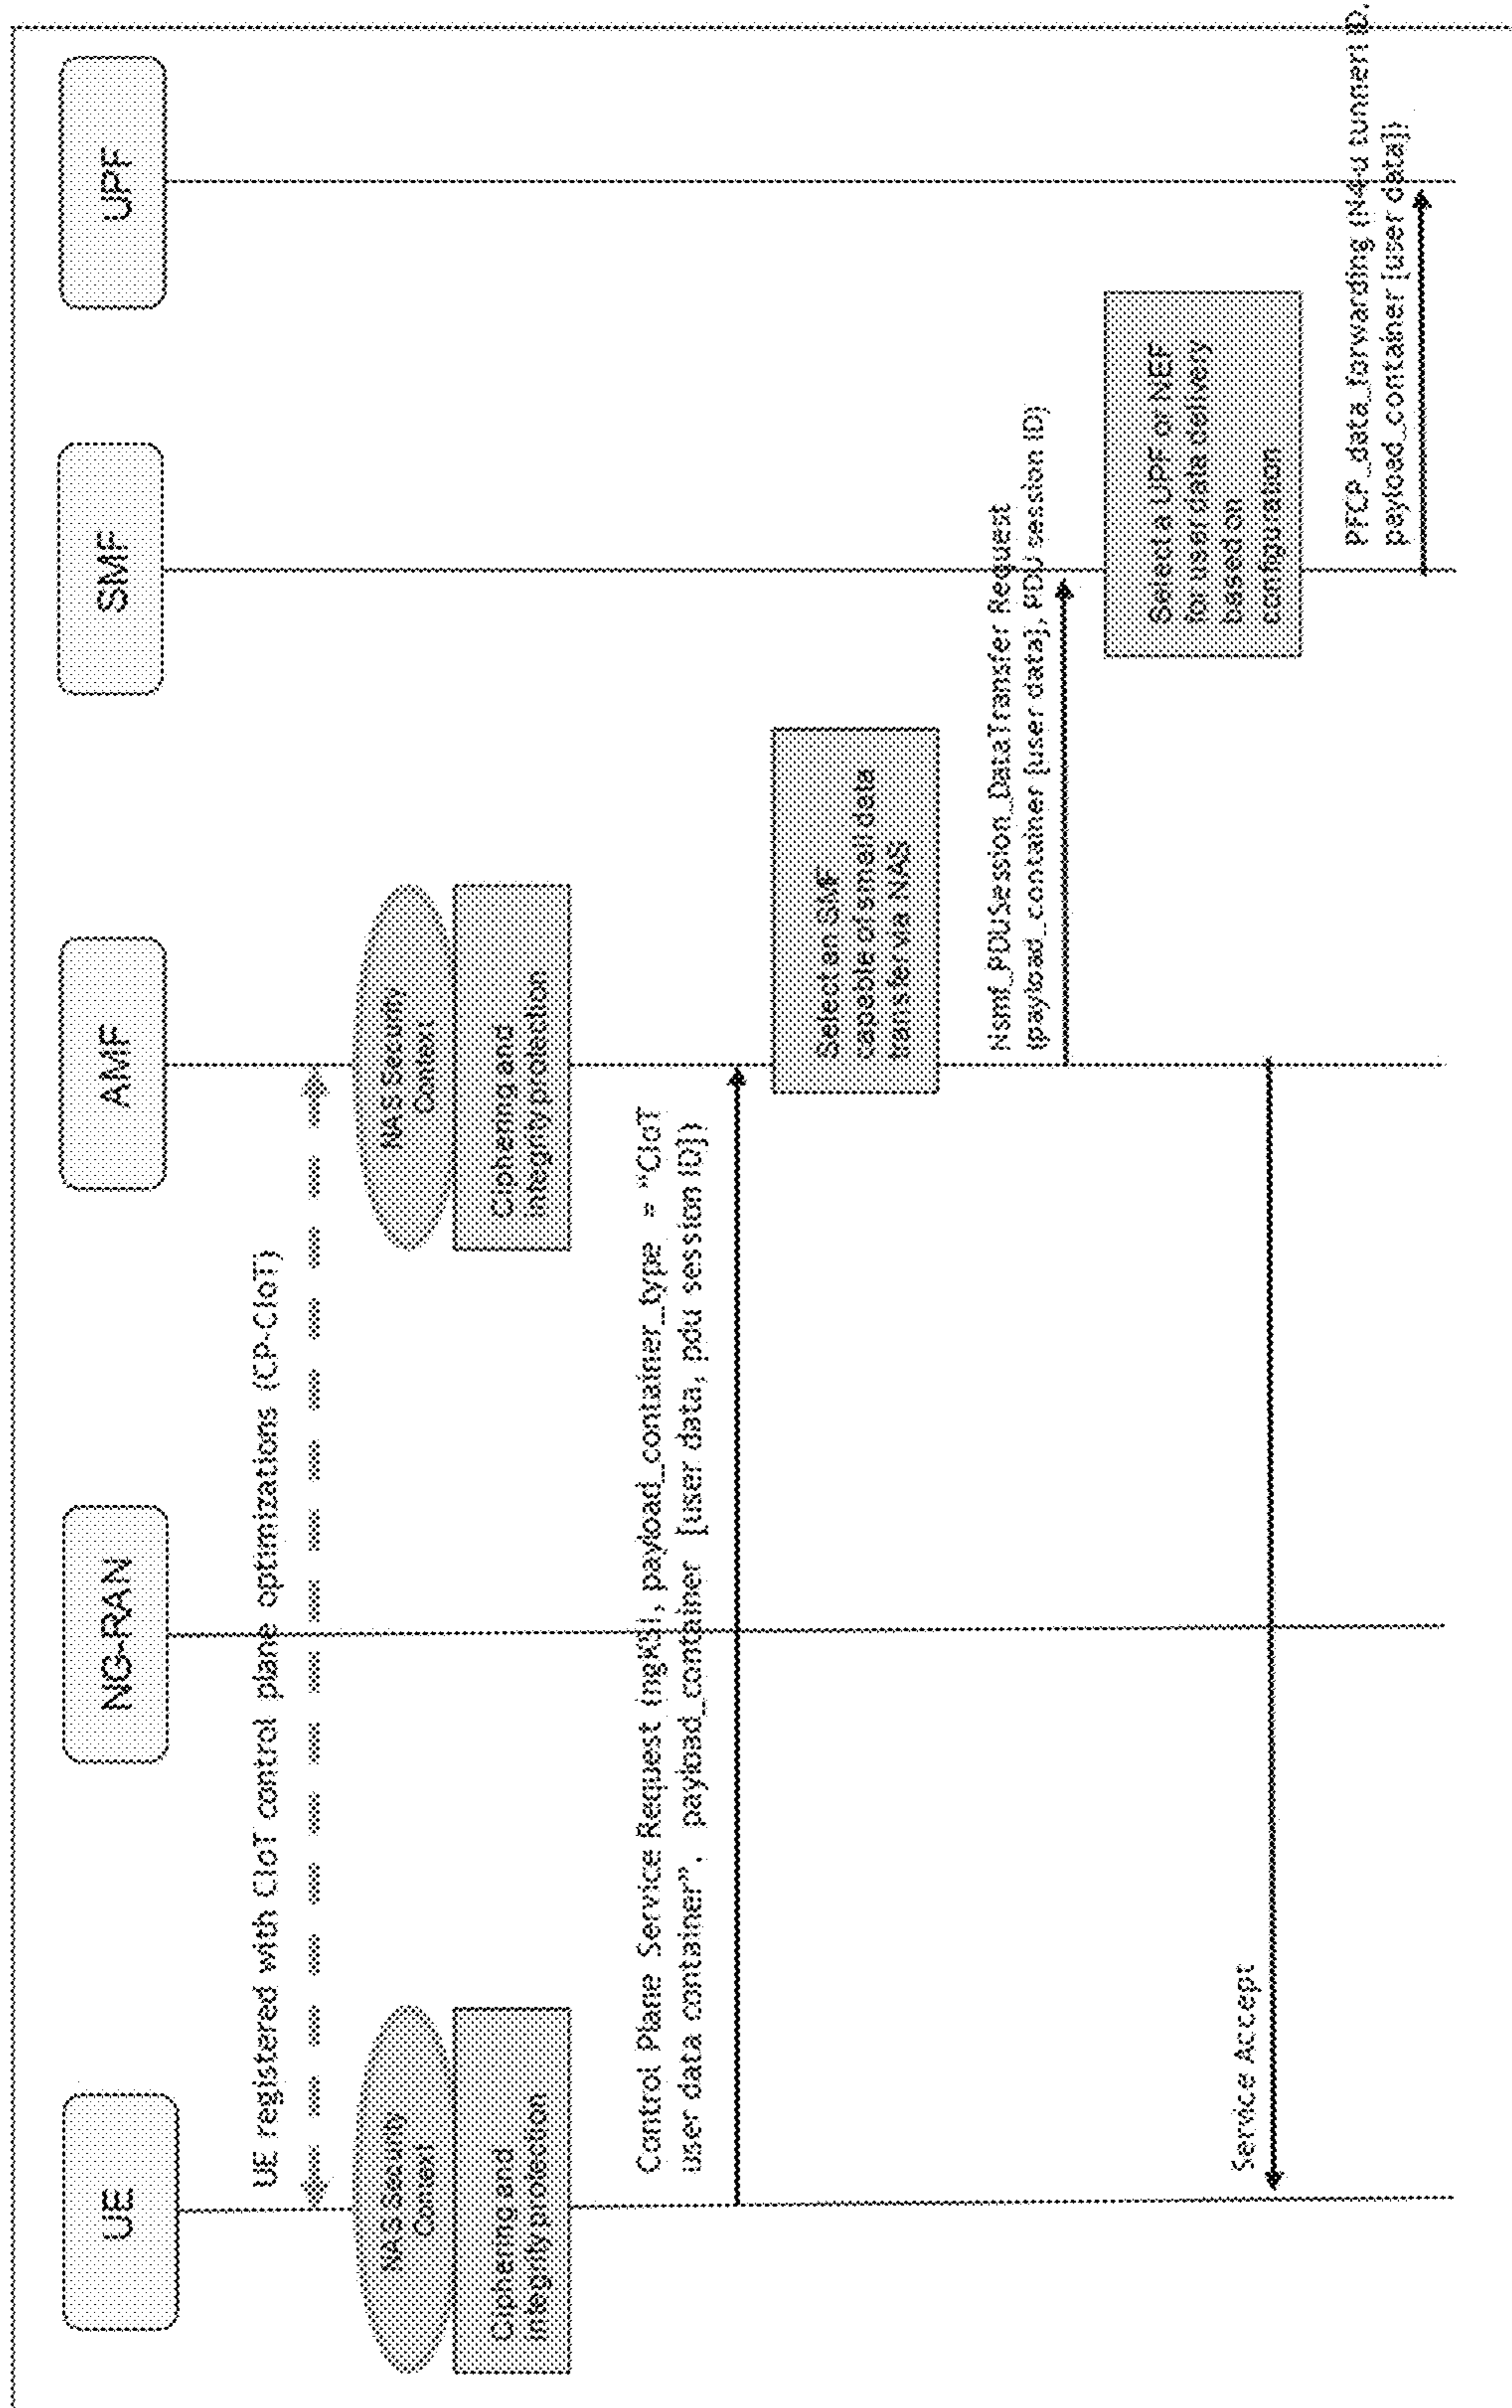 UE
NG-RAN
AMF
SMF
UPF
UE registered with CIoT control plane optimizations (CP-CIoT)
NAS Security
Context
Ciphering and
integrity protection
NAS Security
Context
Ciphering and
integrity protection
Control Plane Service Request (ngKSI, payload_container_type = "CIoT
user data container", payload_container [user data, pdu session ID])
Select an SMF
capable of small data
transfer via NAS
Nsmf_PDUSession_DataTransfer Request
(payload_container [user data], PDU session ID)
Select a UPF or NEF
for user data delivery
based on
configuration
Service Accept
PFCP_data_forwarding (N4-u tunnerl ID,
payload_container [user data])